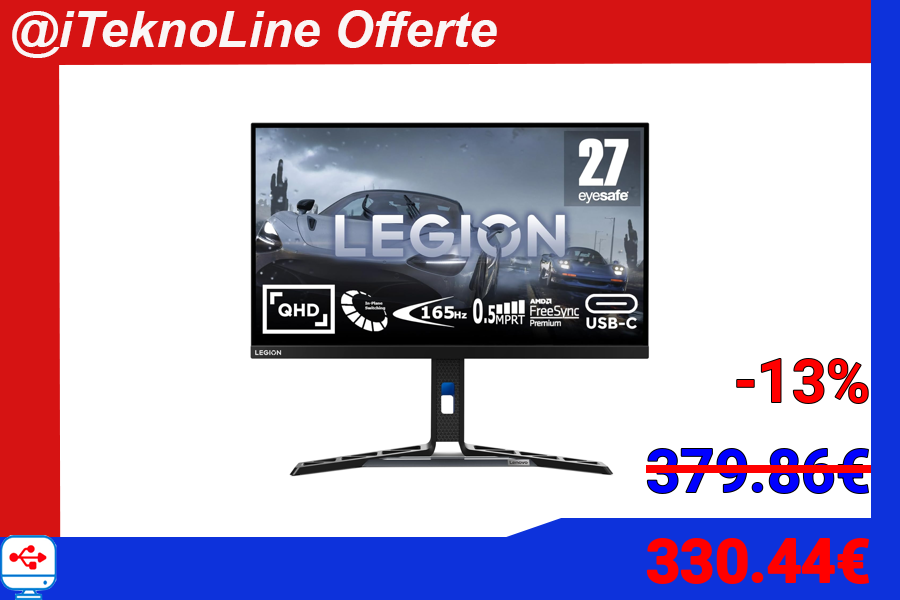 @iTeknoLine Offerte
27
eyesafe
LEGION
QHD
In-Plane
Switching
165Hz
0.5MPRT
AMD
FreeSync
Premium
USB-C
LEGION
Lenovo
-13%
379.86€
330.44€